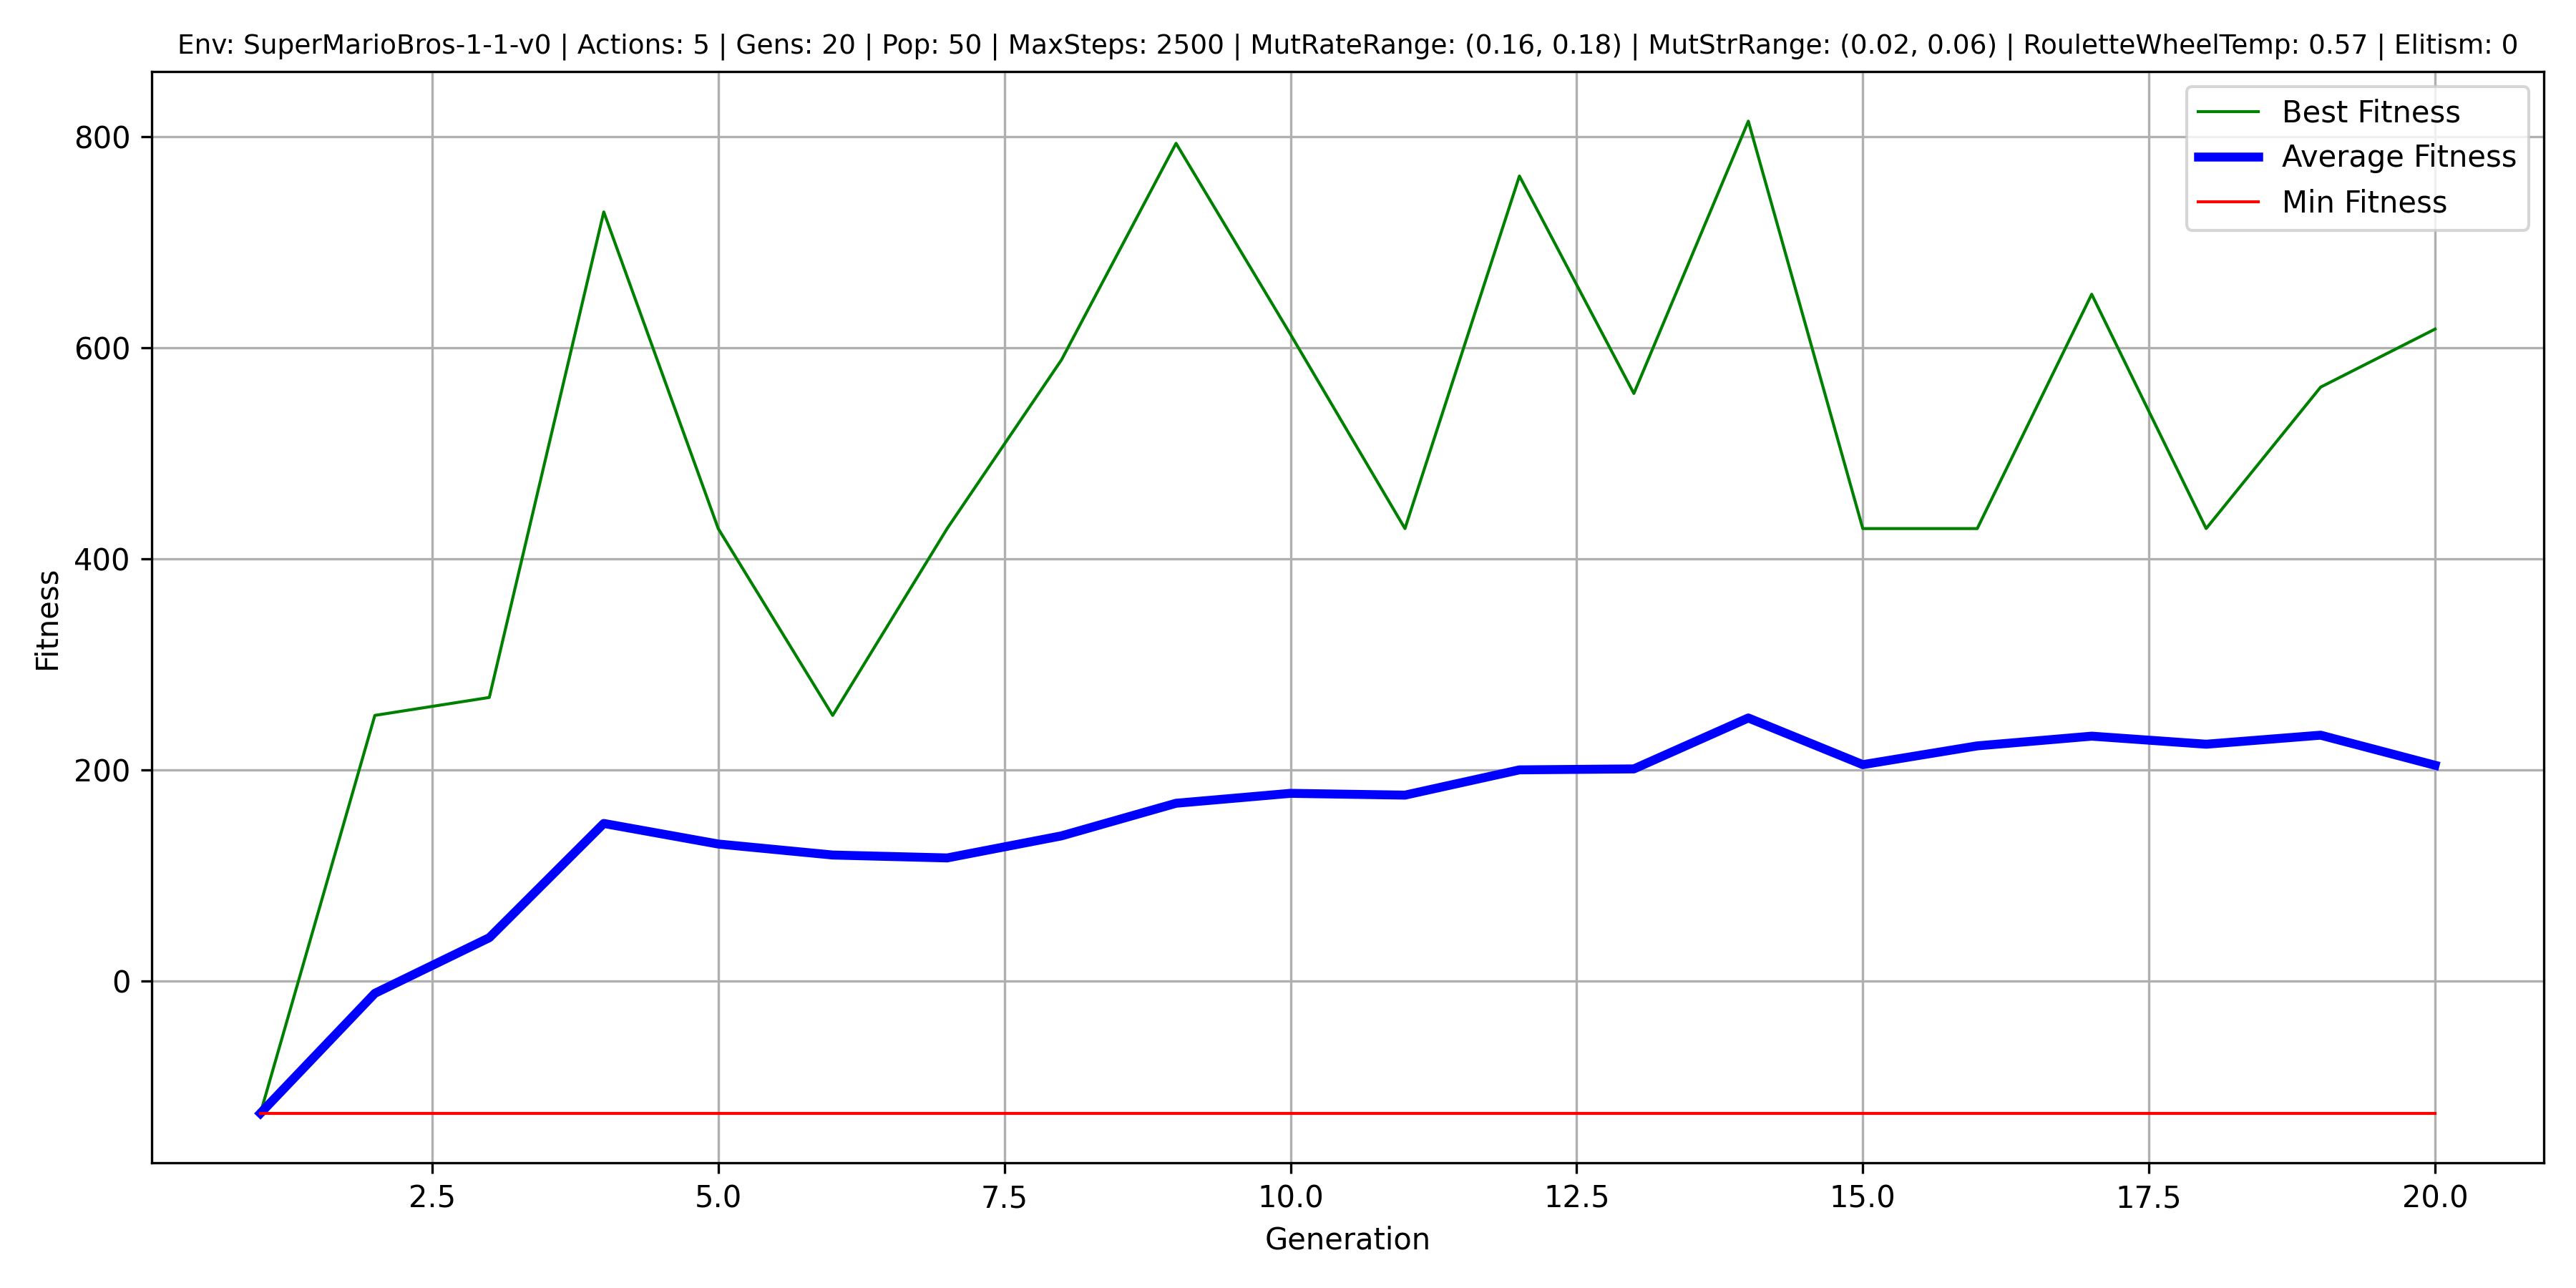 Env: SuperMarioBros-1-1-v0 | Actions: 5 | Gens: 20 | Pop: 50 | MaxSteps: 2500 | MutRateRange: (0.16, 0.18) | MutStrRange: (0.02, 0.06) | RouletteWheelTemp: 0.57 | Elitism: 0
Best Fitness
Average Fitness
Min Fitness
Fitness
800
600
400
200
0
2.5 5.0 7.5 10.0 12.5 15.0 17.5 20.0
Generation